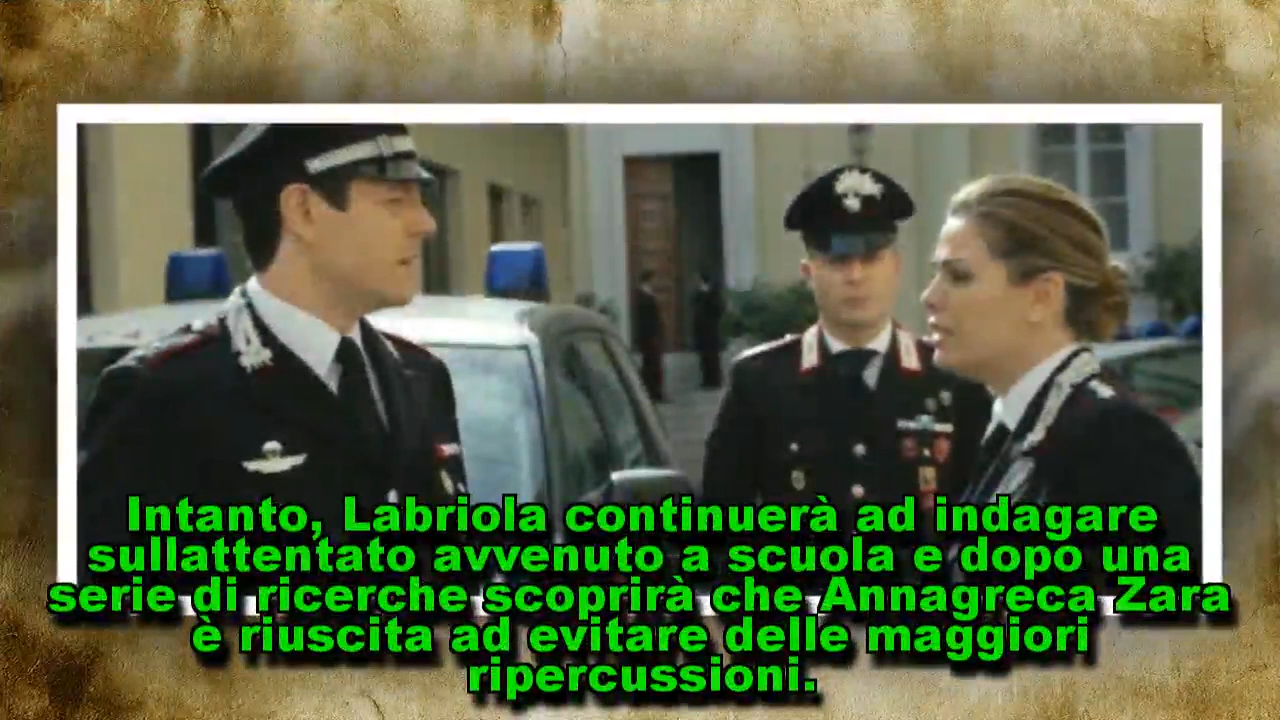 Intanto, Labriola continuerà ad indagare
sullattentato avvenuto a scuola e dopo una
serie di ricerche scoprirà che Annagreca Zara
è riuscita ad evitare delle maggiori
ripercussioni.